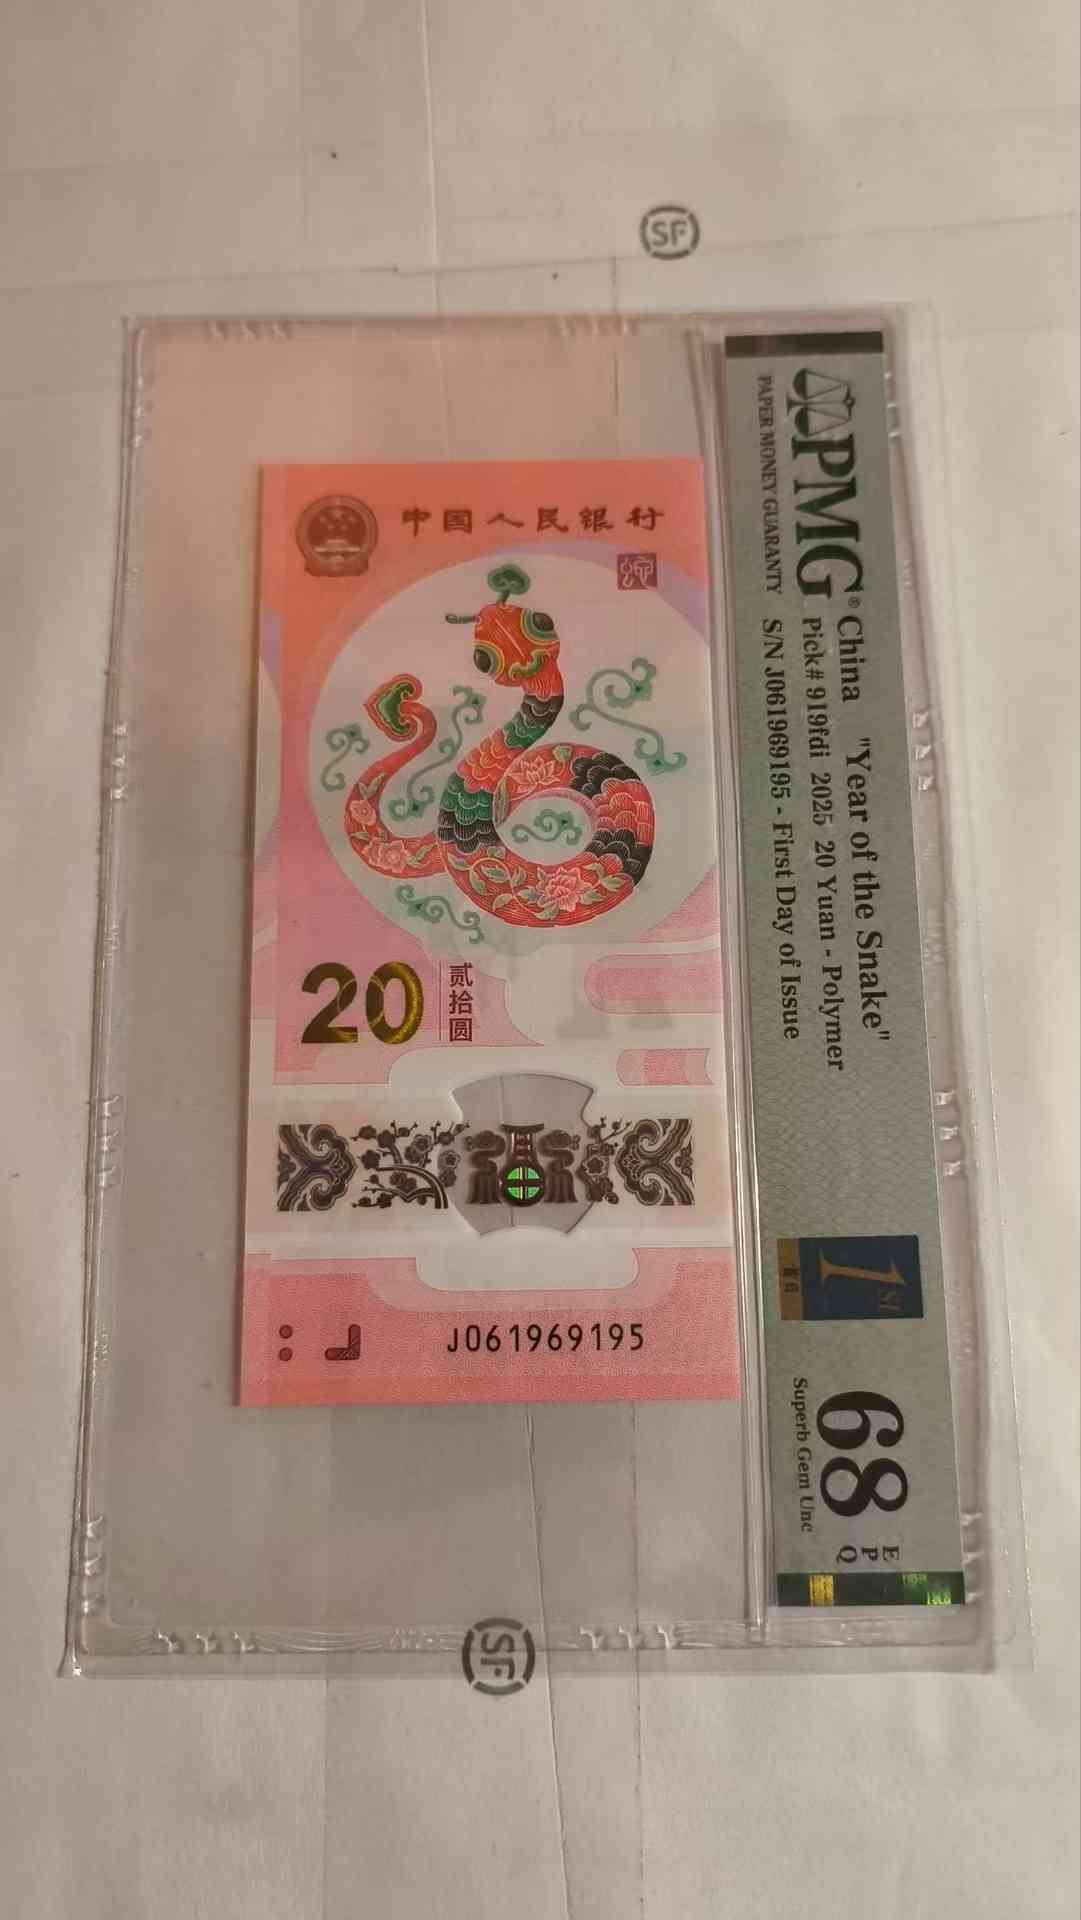 SF
中国人民银行
蛇
20
贰拾圆
J061969195
PMG®
PAPER MONEY GUARANTY
China "Year of the Snake"
Pick# 919fdi 2025 20 Yuan - Polymer
S/N J061969195 - First Day of Issue
1ST
68
EPQ
Superb Gem Unc
SF